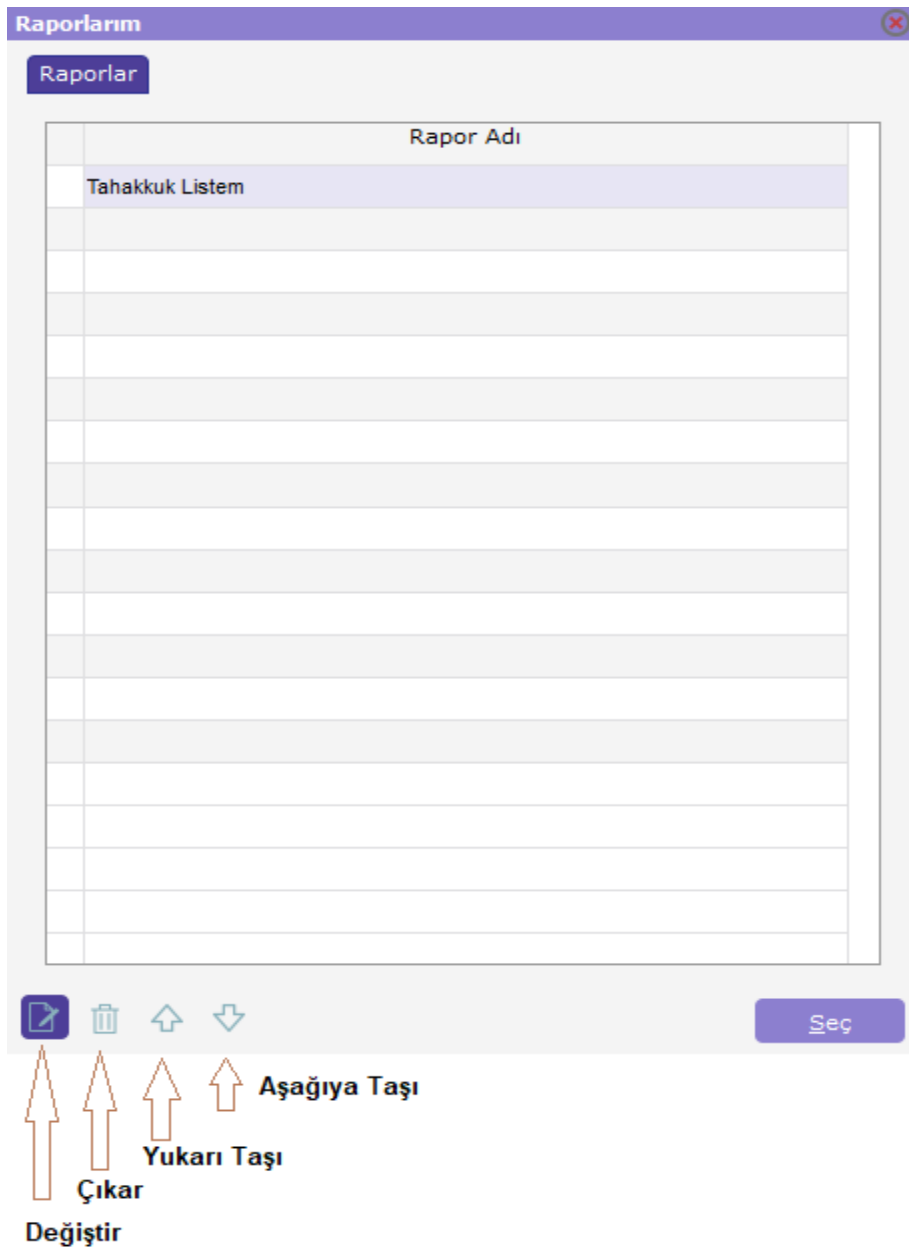 Raporlarım
Raporlar
Rapor Adı
Tahakkuk Listem
Seç
Aşağıya Taşı
Yukarı Taşı
Çıkar
Değiştir